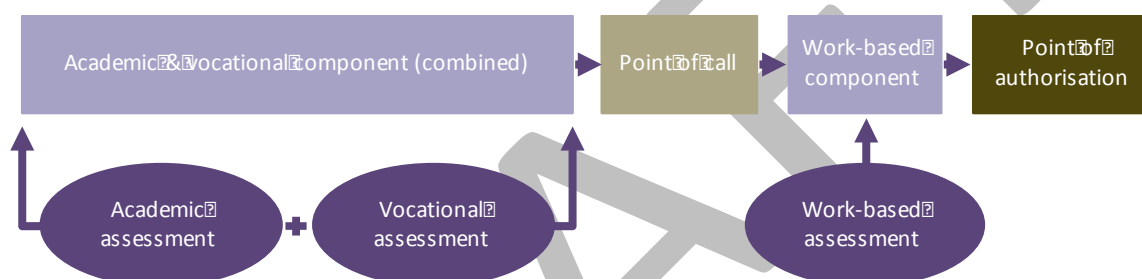 Academic & Vocational component (combined)
Point of call
Work-based
component
Point of
authorisation
Academic
assessment
Vocational
assessment
Work-based
assessment